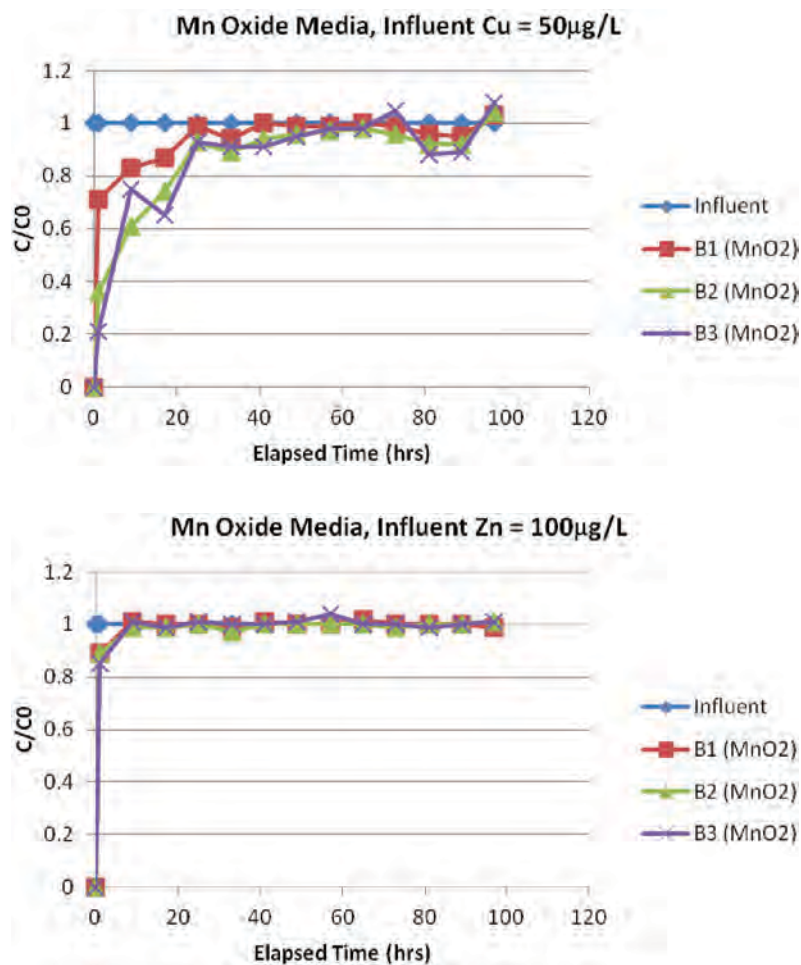 Mn Oxide Media, Influent Cu = 50µg/L
1.2
1
0.8
0.6
0.4
0.2
0
C/C0
0 20 40 60 80 100 120
Elapsed Time (hrs)
Influent
B1 (MnO2)
B2 (MnO2)
B3 (MnO2)
Mn Oxide Media, Influent Zn = 100µg/L
1.2
1
0.8
0.6
0.4
0.2
0
C/C0
0 20 40 60 80 100 120
Elapsed Time (hrs)
Influent
B1 (MnO2)
B2 (MnO2)
B3 (MnO2)